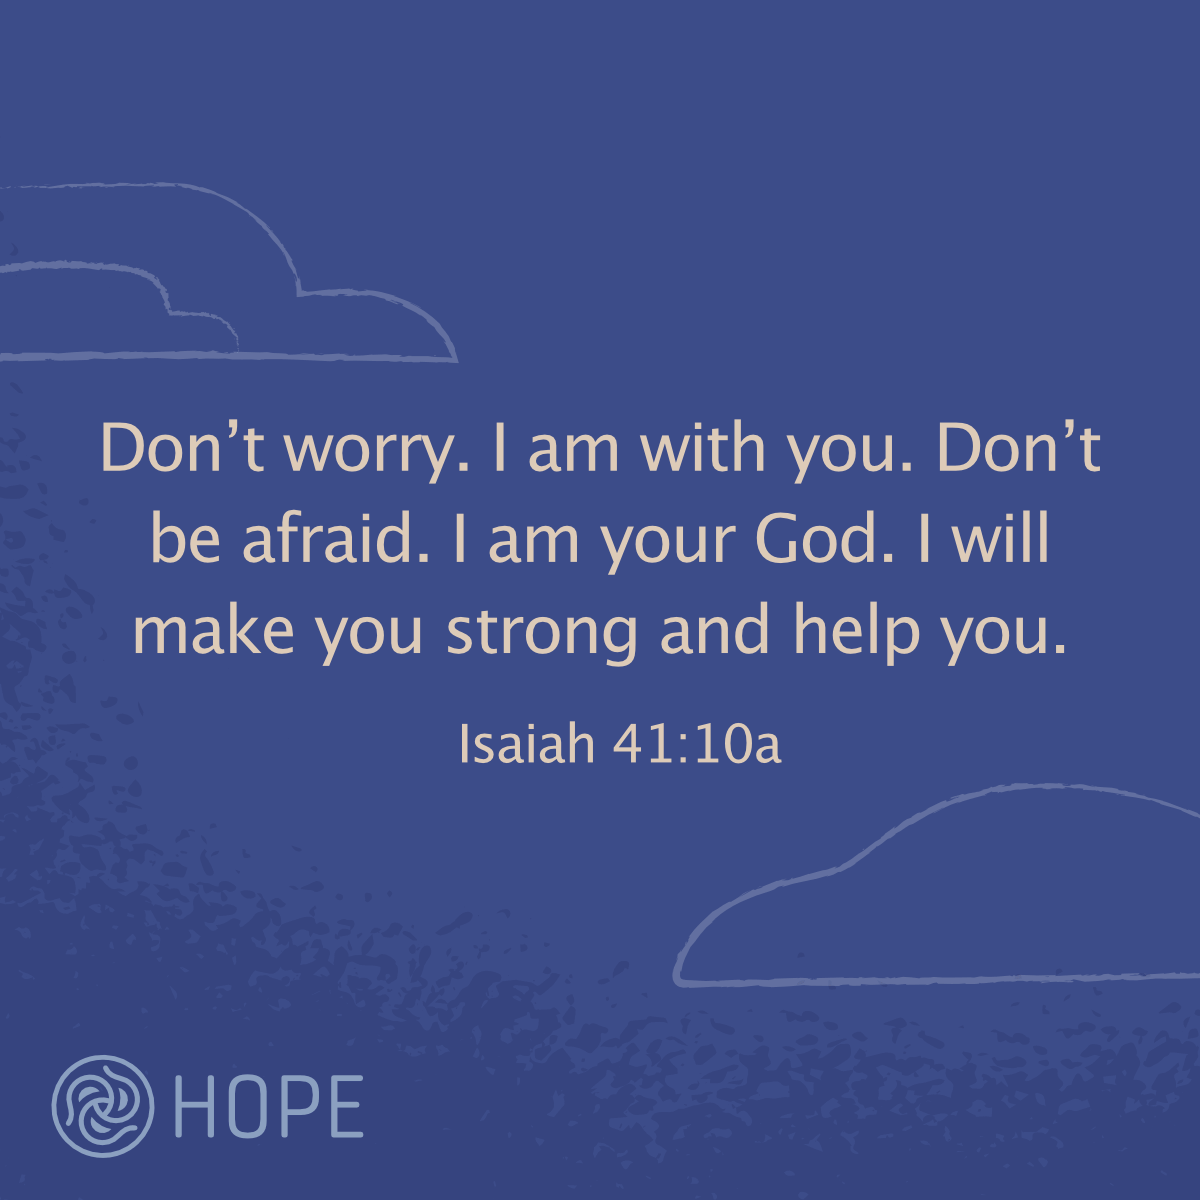 Don’t worry. I am with you. Don’t
be afraid. I am your God. I will
make you strong and help you.
Isaiah 41:10a
HOPE